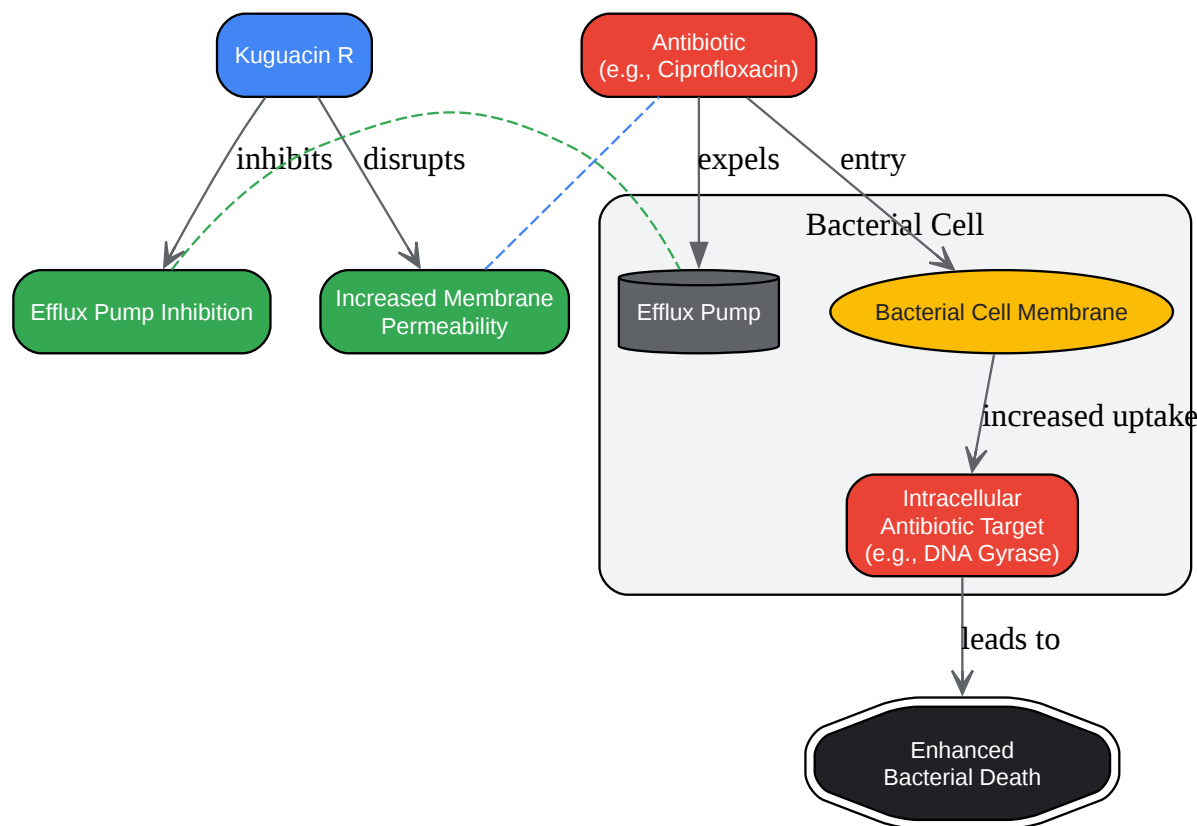 Kuguacin R
Antibiotic
(e.g., Ciprofloxacin)
inhibits
disrupts
expels
entry
Bacterial Cell
Efflux Pump Inhibition
Increased Membrane
Permeability
Efflux Pump
Bacterial Cell Membrane
increased uptake
Intracellular
Antibiotic Target
(e.g., DNA Gyrase)
leads to
Enhanced
Bacterial Death